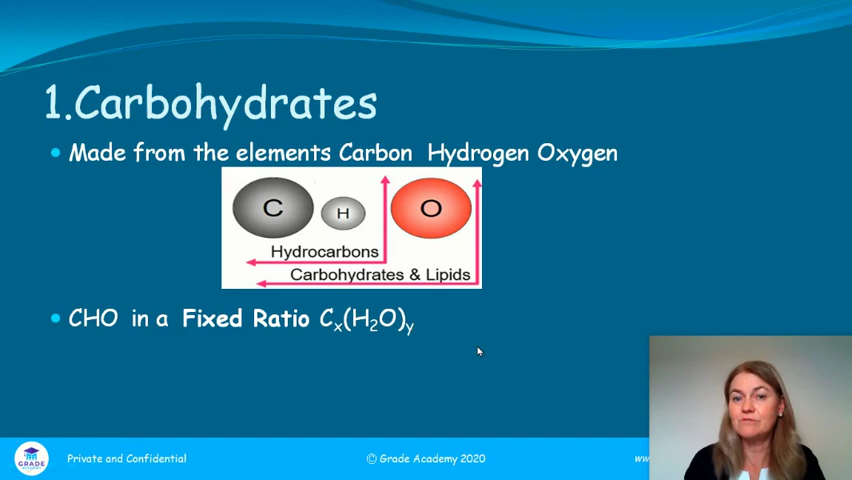 1.Carbohydrates
• Made from the elements Carbon Hydrogen Oxygen
C H O
Hydrocarbons
Carbohydrates & Lipids
• CHO in a Fixed Ratio Cₓ(H₂O)ᵧ
GRADE
Private and Confidential
© Grade Academy 2020